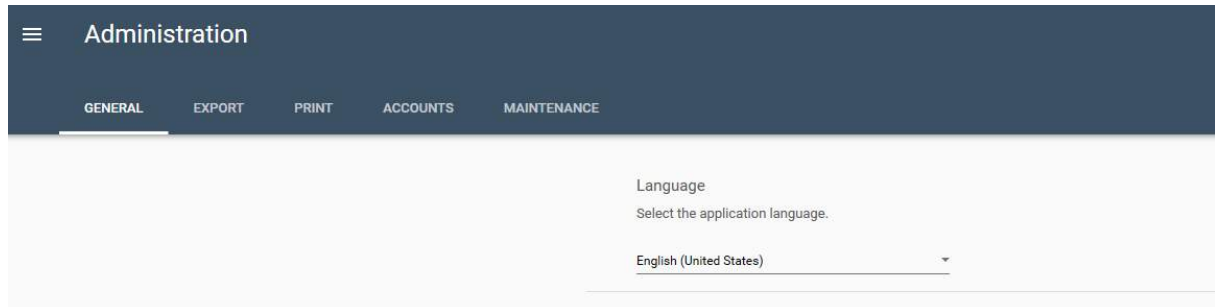 Administration
GENERAL EXPORT PRINT ACCOUNTS MAINTENANCE
Language
Select the application language.
English (United States)